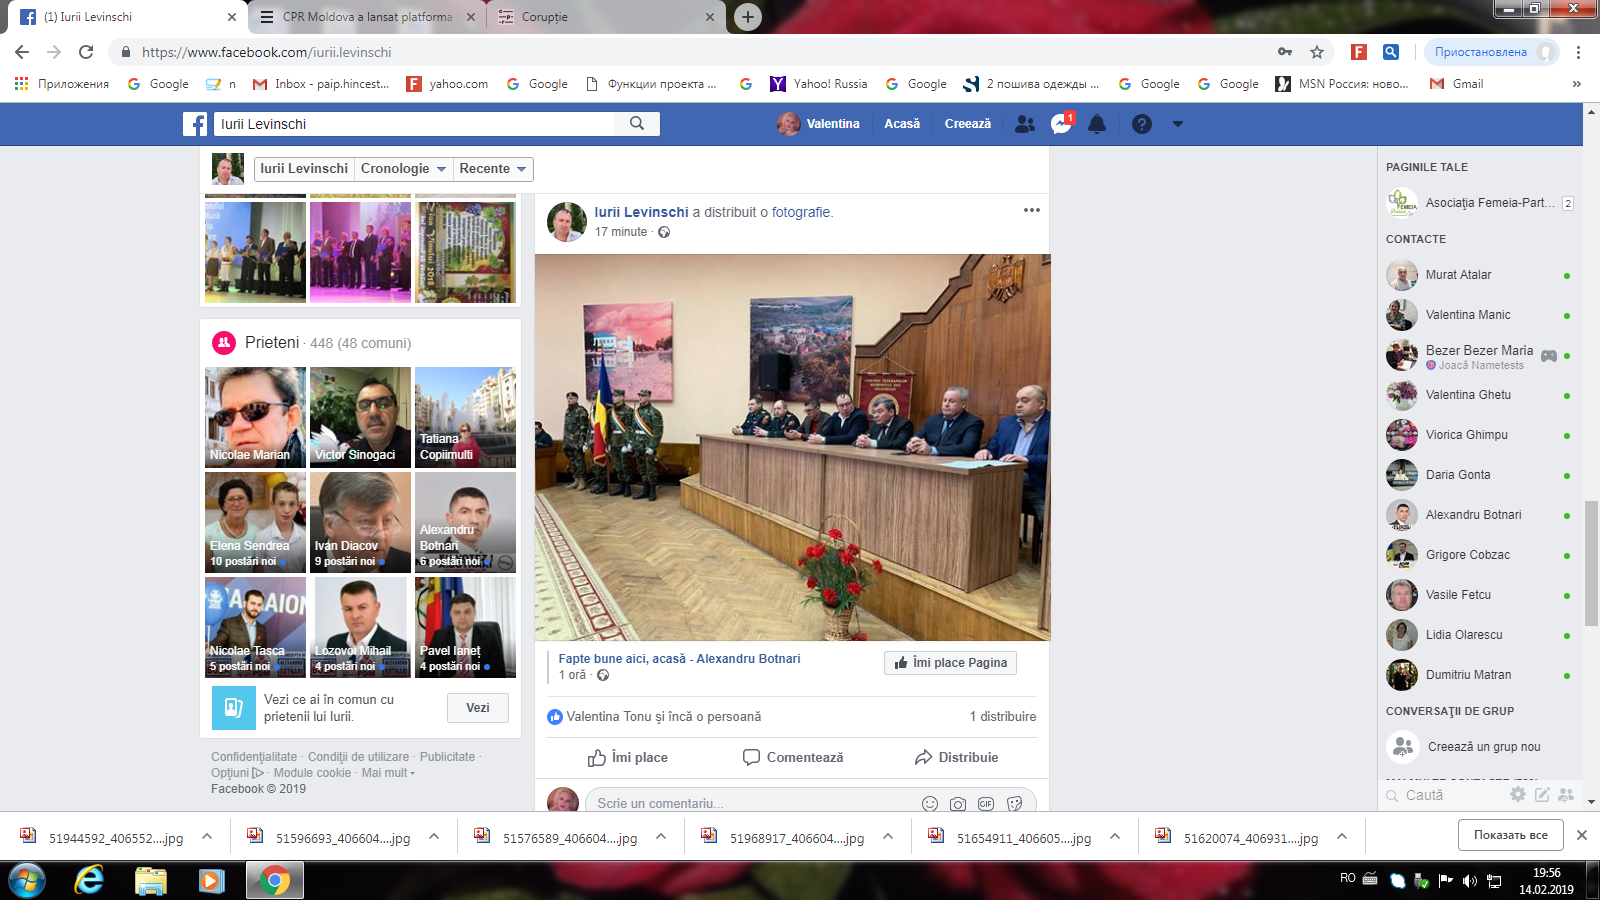 (1) Iurii Levinschi
CPR Moldova a lansat platforma
Corupție
https://www.facebook.com/iurii.levinschi
Приостановлена
Приложения
Google
n
Inbox - paip.hincest...
yahoo.com
Google
Функции проекта ...
Yahoo! Russia
Google
2 пошива одежды ...
Google
Google
MSN Россия: ново...
Gmail
»
Iurii Levinschi
Valentina
Acasă
Creează
1
Iurii Levinschi
Cronologie
Recente
Prieteni · 448 (48 comuni)
Nicolae Marian
Victor Sinogaci
Tatiana
Copiimulti
Elena Sendrea
10 postări noi
Ivan Diacov
9 postări noi
Alexandru
Botnari
6 postări noi
Nicolae Tașca
5 postări noi
Lozovoi Mihail
4 postări noi
Pavel Ianeț
4 postări noi
Vezi ce ai în comun cu
prietenii lui Iurii.
Vezi
Confidenţialitate · Condiţii de utilizare · Publicitate ·
Opţiuni · Module cookie · Mai mult
Facebook © 2019
Iurii Levinschi a distribuit o fotografie.
17 minute ·
Fapte bune aici, acasă - Alexandru Botnari
1 oră ·
Îmi place Pagina
Valentina Tonu și încă o persoană
1 distribuire
Îmi place
Comentează
Distribuie
Scrie un comentariu...
GIF
PAGINILE TALE
Asociaţia Femeia-Part...
2
CONTACTE
Murat Atalar
Valentina Manic
Bezer Bezer Maria
Joacă Nametests
Valentina Ghetu
Viorica Ghimpu
Daria Gonta
Alexandru Botnari
Grigore Cobzac
Vasile Fetcu
Lidia Olarescu
Dumitriu Matran
CONVERSAŢII DE GRUP
Creează un grup nou
Caută
51944592_406552....jpg
51596693_406604....jpg
51576589_406604....jpg
51968917_406604....jpg
51654911_406605....jpg
51620074_406931....jpg
Показать все
RO
19:56
14.02.2019